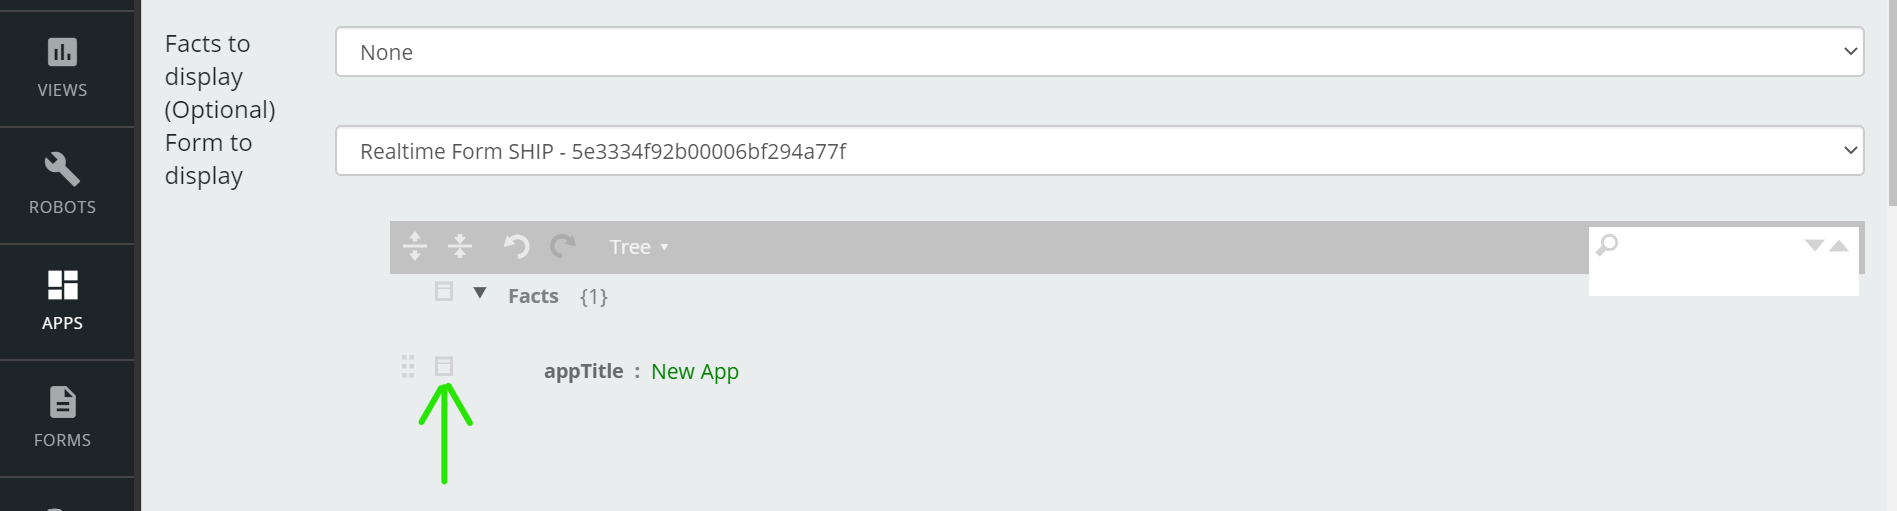 VIEWS
ROBOTS
APPS
FORMS
Facts to
display
(Optional)
None
Form to
display
Realtime Form SHIP - 5e3334f92b00006bf294a77f
Tree
Facts {1}
appTitle : New App